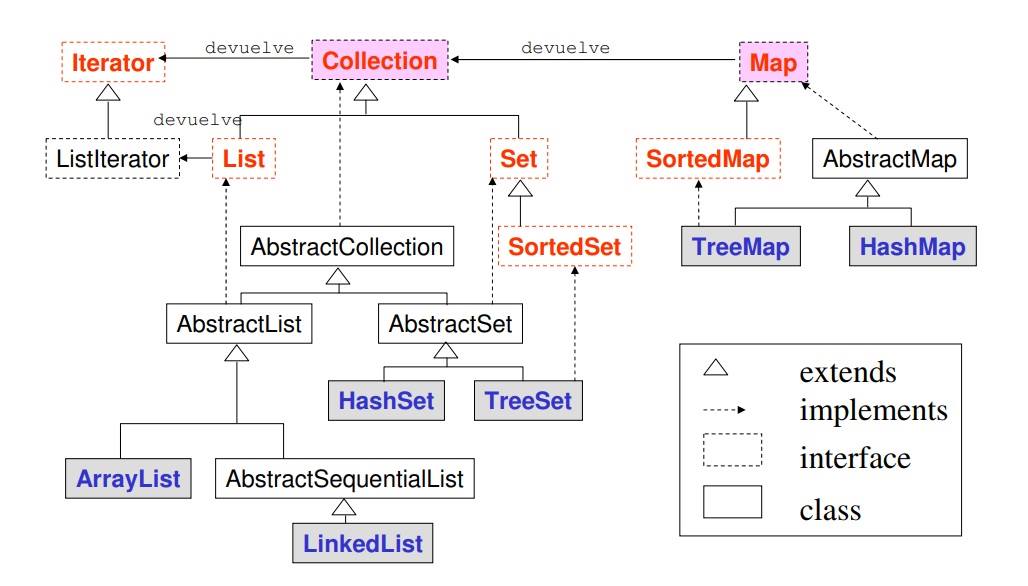 devuelve
devuelve
Iterator
Collection
Map
devuelve
ListIterator
List
Set
SortedMap
AbstractMap
AbstractCollection
SortedSet
TreeMap
HashMap
AbstractList
AbstractSet
HashSet
TreeSet
ArrayList
AbstractSequentialList
LinkedList
extends
implements
interface
class